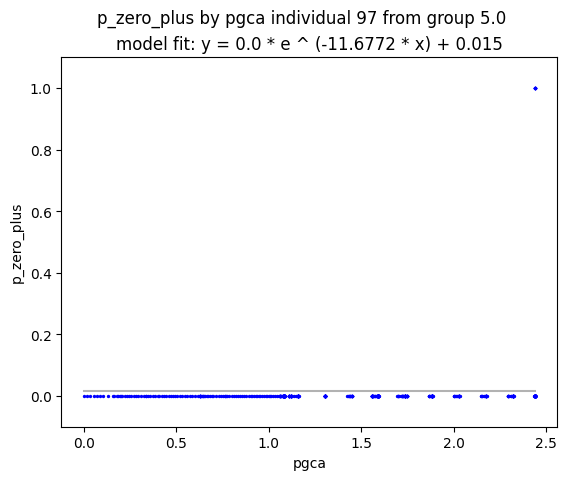 p_zero_plus by pgca individual 97 from group 5.0
model fit: y = 0.0 * e ^ (-11.6772 * x) + 0.015
1.0
0.8
0.6
0.4
0.2
0.0
p_zero_plus
0.0 0.5 1.0 1.5 2.0 2.5
pgca